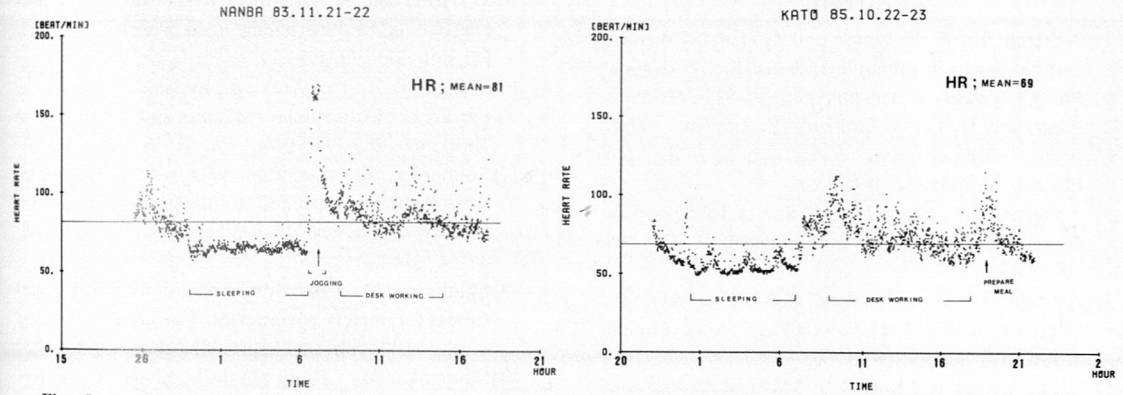 NANBA 83.11.21-22
[BEAT/MIN]
200.
HR; MEAN=81
150.
HEART RATE
100.
50.
JOGGING
SLEEPING
DESK WORKING
0.
15 20 1 6 11 16 21
HOUR
TIME
KATO 85.10.22-23
[BEAT/MIN]
200.
HR; MEAN=69
150.
HEART RATE
100.
50.
PREPARE
MEAL
SLEEPING
DESK WORKING
0.
20 1 6 11 16 21 2
HOUR
TIME